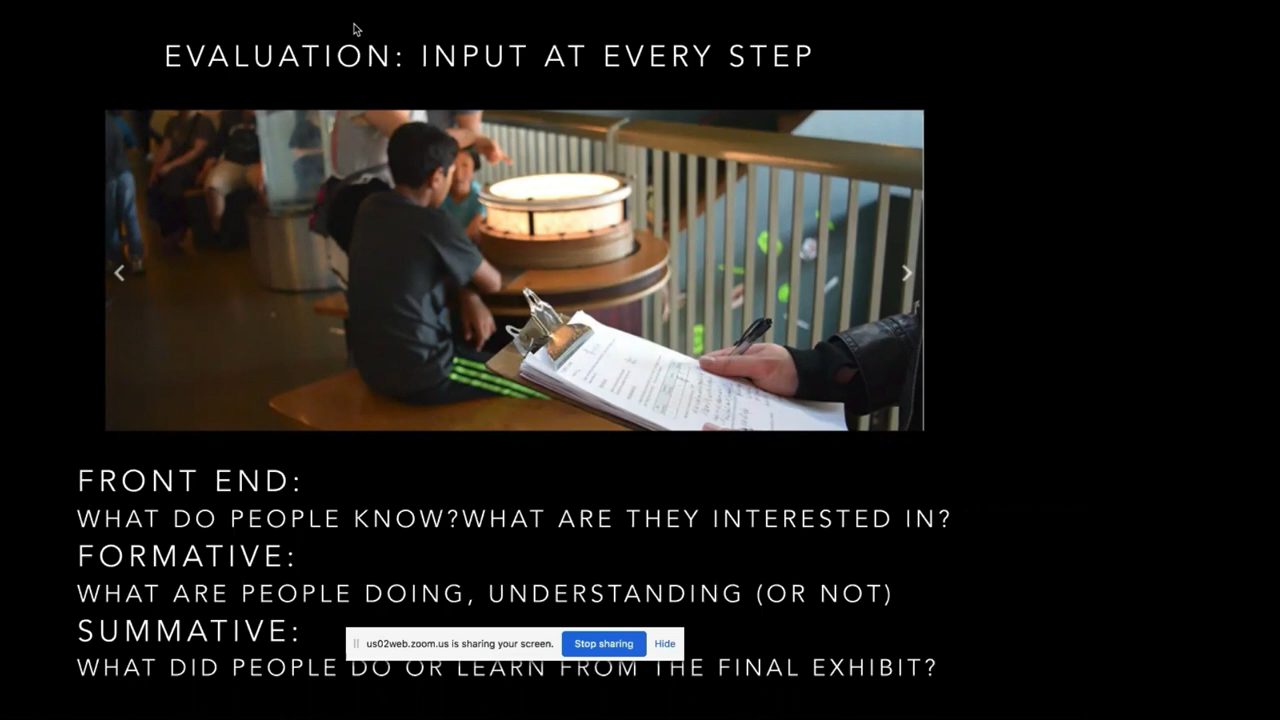 EVALUATION: INPUT AT EVERY STEP
FRONT END:
WHAT DO PEOPLE KNOW?WHAT ARE THEY INTERESTED IN?
FORMATIVE:
WHAT ARE PEOPLE DOING, UNDERSTANDING (OR NOT)
SUMMATIVE:
us02web.zoom.us is sharing your screen. Stop sharing Hide
WHAT DID PEOPLE DO OR LEARN FROM THE FINAL EXHIBIT?